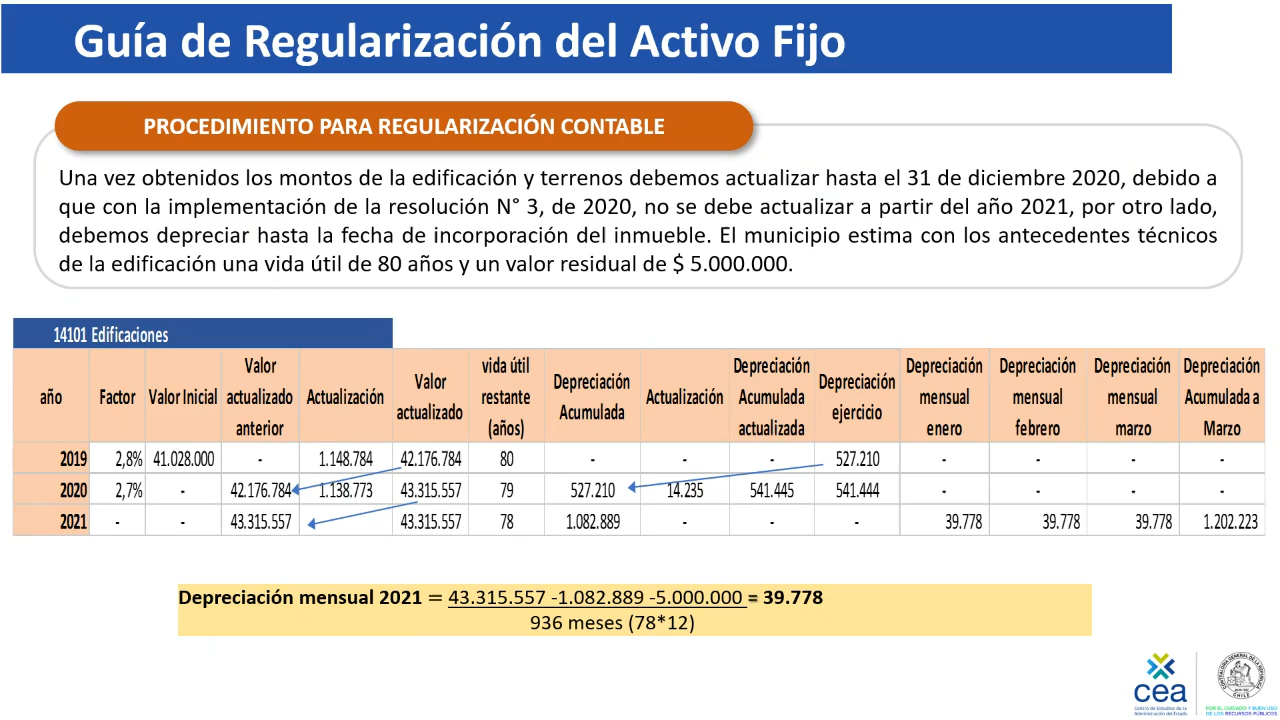 Guía de Regularización del Activo Fijo
PROCEDIMIENTO PARA REGULARIZACIÓN CONTABLE
Una vez obtenidos los montos de la edificación y terrenos debemos actualizar hasta el 31 de diciembre 2020, debido a
que con la implementación de la resolución N° 3, de 2020, no se debe actualizar a partir del año 2021, por otro lado,
debemos depreciar hasta la fecha de incorporación del inmueble. El municipio estima con los antecedentes técnicos
de la edificación una vida útil de 80 años y un valor residual de $ 5.000.000.
14101 Edificaciones
año Factor Valor Inicial Valor actualizado anterior Actualización Valor actualizado vida útil restante (años) Depreciación Acumulada Actualización Depreciación Acumulada actualizada Depreciación ejercicio Depreciación mensual enero Depreciación mensual febrero Depreciación mensual marzo Depreciación Acumulada a Marzo
2019 2,8% 41.028.000 - 1.148.784 42.176.784 80 - - - 527.210 - - - -
2020 2,7% - 42.176.784 1.138.773 43.315.557 79 527.210 14.235 541.445 541.444 - - - -
2021 - - 43.315.557 43.315.557 78 1.082.889 - - - 39.778 39.778 39.778 1.202.223
Depreciación mensual 2021 = 43.315.557 -1.082.889 -5.000.000 = 39.778
936 meses (78*12)
cea
Centro de Estudios de la
Administración del Estado
CONTRALORÍA GENERAL DE LA REPÚBLICA
CHILE
POR EL CUIDADO Y BUEN USO
DE LOS RECURSOS PÚBLICOS